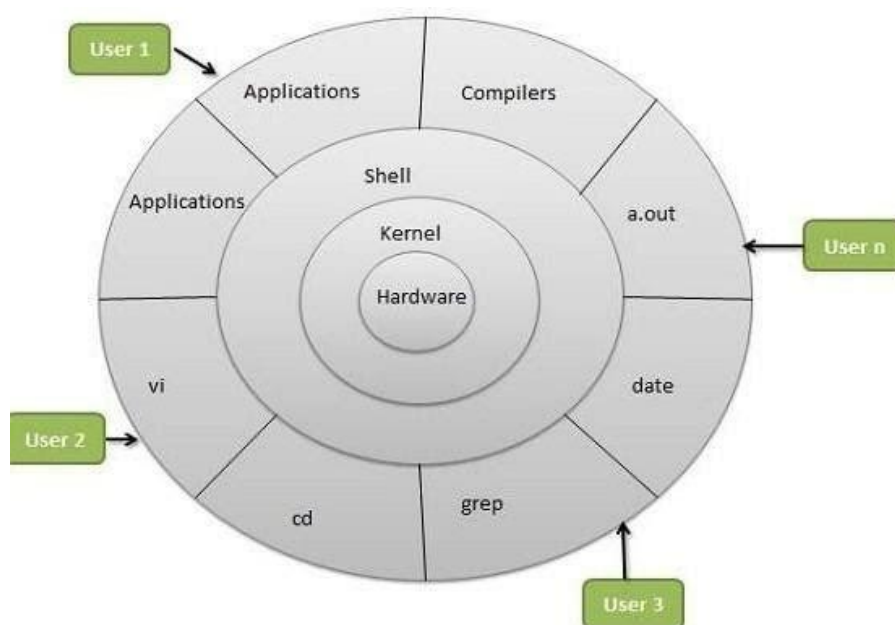 User 1
Applications
Compilers
Shell
Applications
a.out
Kernel
User n
Hardware
vi
date
User 2
grep
cd
User 3